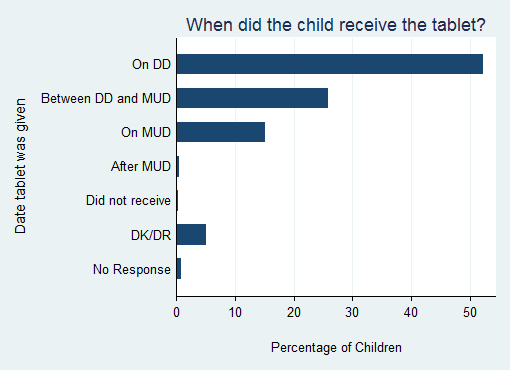 When did the child receive the tablet?
Date tablet was given
On DD
Between DD and MUD
On MUD
After MUD
Did not receive
DK/DR
No Response
0 10 20 30 40 50
Percentage of Children